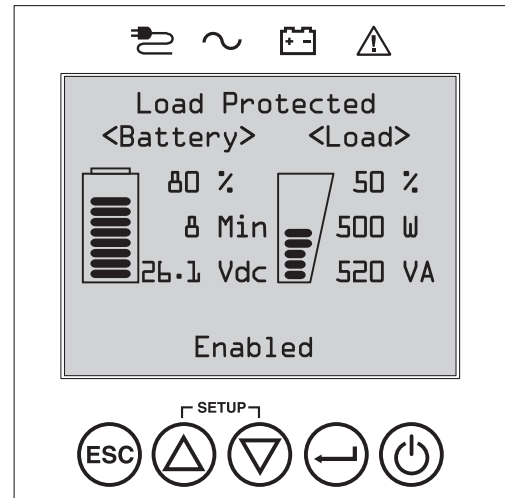 Load Protected
<Battery> <Load>
80 % 50 %
8 Min 500 W
26.1 Vdc 520 VA
Enabled
SETUP
ESC